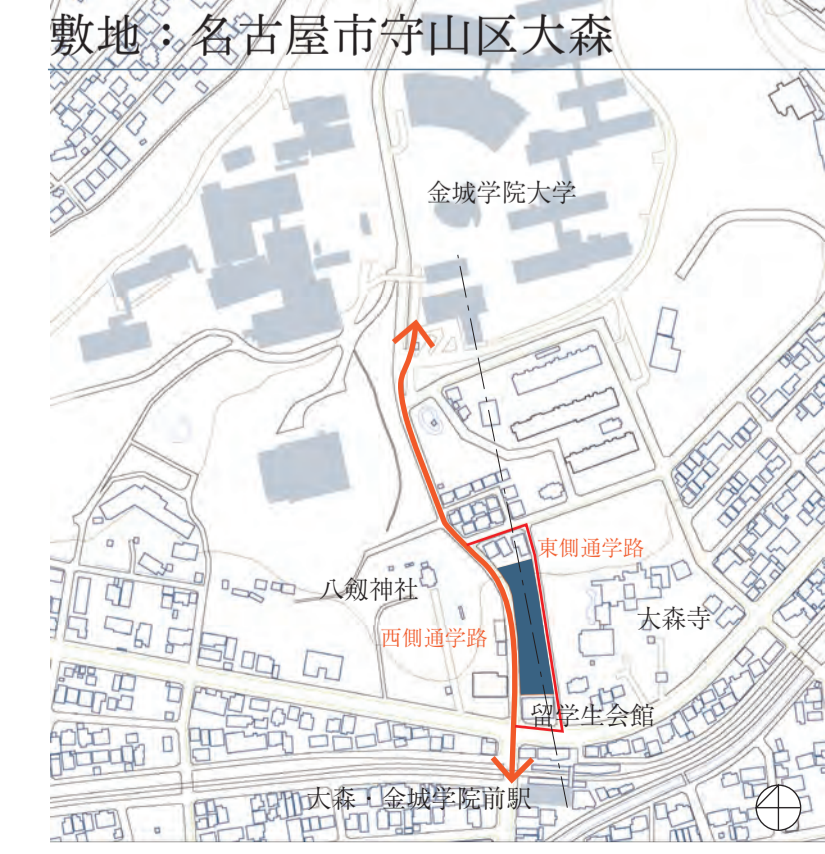 敷地：名古屋市守山区大森
金城学院大学
東側通学路
八剱神社
大森寺
西側通学路
留学生会館
大森・金城学院前駅